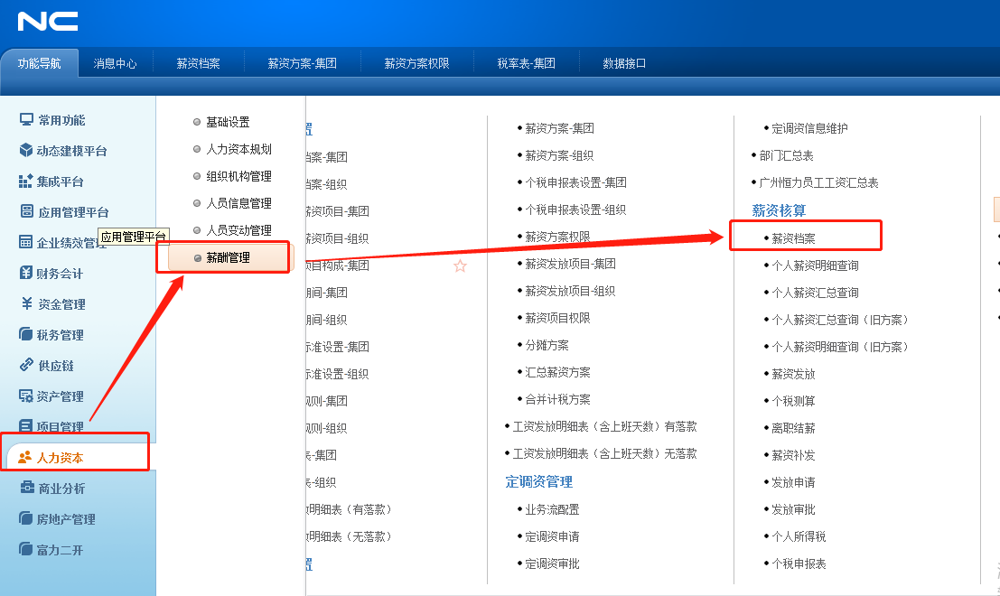 NC
功能导航
消息中心
薪资档案
薪资方案-集团
薪资方案权限
税率表-集团
数据接口
常用功能
动态建模平台
集成平台
应用管理平台
企业绩效管
应用管理平台
财务会计
资金管理
税务管理
供应链
资产管理
项目管理
人力资本
商业分析
房地产管理
富力二开
基础设置
人力资本规划
组织机构管理
人员信息管理
人员变动管理
薪酬管理
置
档案-集团
档案-组织
薪资项目-集团
薪资项目-组织
项目构成-集团
期间-集团
期间-组织
标准设置-集团
标准设置-组织
规则-集团
规则-组织
表-集团
表-组织
放明细表（有落款）
放明细表（无落款）
置
薪资方案-集团
薪资方案-组织
个税申报表设置-集团
个税申报表设置-组织
薪资方案权限
薪资发放项目-集团
薪资发放项目-组织
薪资项目权限
分摊方案
汇总薪资方案
合并计税方案
工资发放明细表（含上班天数）有落款
工资发放明细表（含上班天数）无落款
定调资管理
业务流配置
定调资申请
定调资审批
定调资信息维护
部门汇总表
广州恒力员工工资汇总表
薪资核算
薪资档案
个人薪资明细查询
个人薪资汇总查询
个人薪资汇总查询（旧方案）
个人薪资明细查询（旧方案）
薪资发放
个税测算
离职结薪
薪资补发
发放申请
发放审批
个人所得税
个税申报表